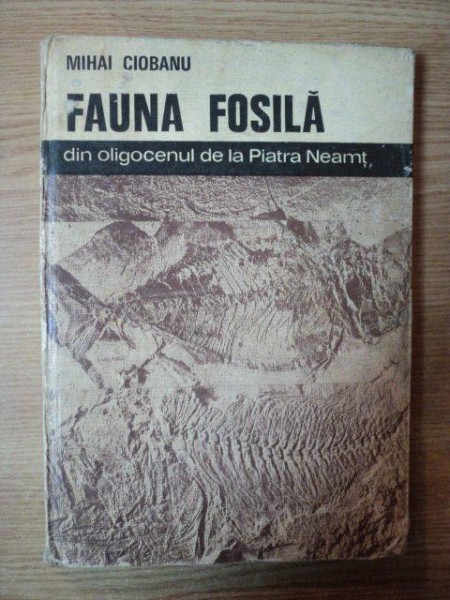 MIHAI CIOBANU
FAUNA FOSILĂ
din oligocenul de la Piatra Neamț